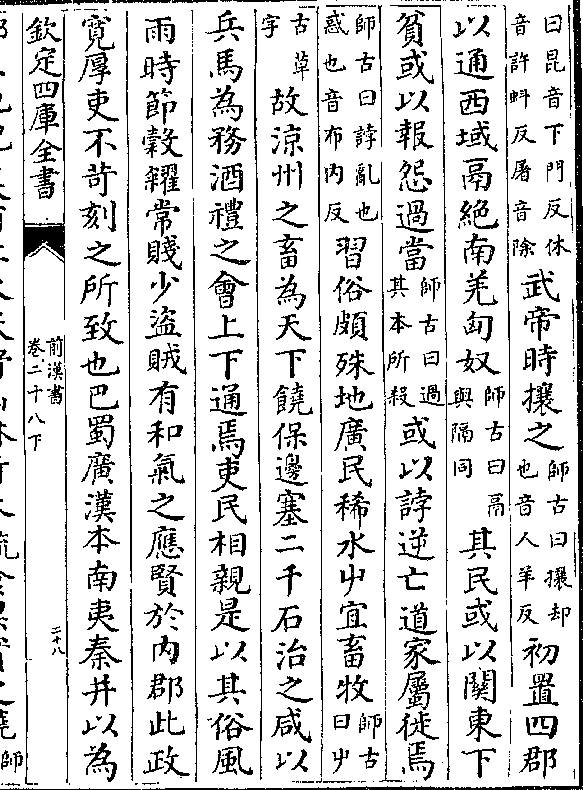 曰昆音下門反休音許蚪反屠音除武帝時攘之師古曰攘却也音人羊反初置四郡
以通西域鬲絶南羌匈奴師古曰鬲與隔同其民或以關東下
貧或以報怨過當師古曰過其本所殺或以誖逆亡道家屬徙焉
師古曰誖亂也惑也音布内反習俗頗殊地廣民稀水屮宜畜牧師古曰屮
古草字故涼州之畜為天下饒保邊塞二千石治之咸以
兵馬為務酒禮之會上下通焉吏民相親是以其俗風
雨時節穀糴常賤少盜賊有和氣之應賢於内郡此政
寛厚吏不苛刻之所致也巴蜀廣漢本南夷秦并以為
欽定四庫全書
前漢書
卷二十八下
二十八